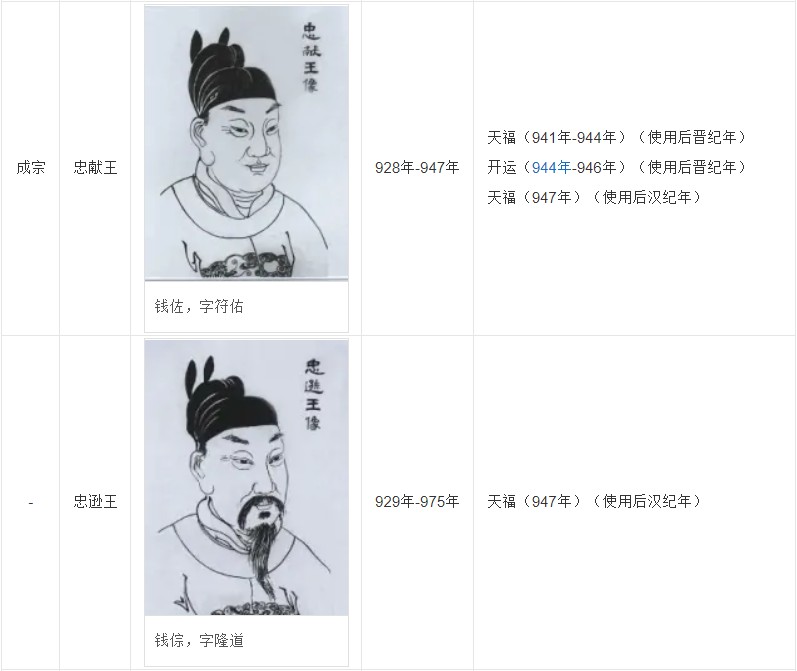 成宗
忠献王
忠献王像
钱佐，字符佑
928年-947年
天福（941年-944年）（使用后晋纪年）
开运（944年-946年）（使用后晋纪年）
天福（947年）（使用后汉纪年）
-
忠逊王
忠遜王像
钱倧，字隆道
929年-975年
天福（947年）（使用后汉纪年）